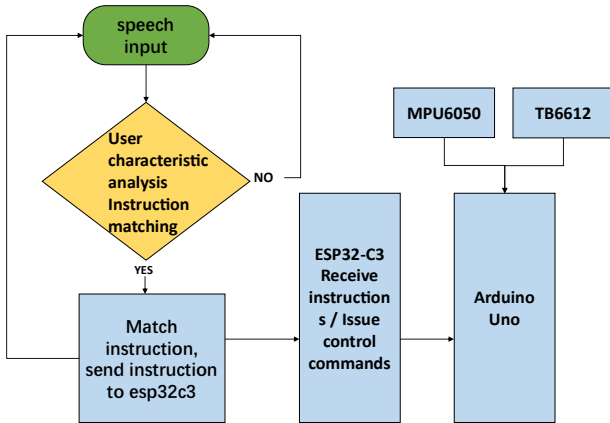 speech
input
MPU6050
TB6612
User
characteristic
analysis
Instruction
matching
NO
YES
ESP32-C3
Receive
instruction
s / Issue
control
commands
Arduino
Uno
Match
instruction,
send instruction
to esp32c3